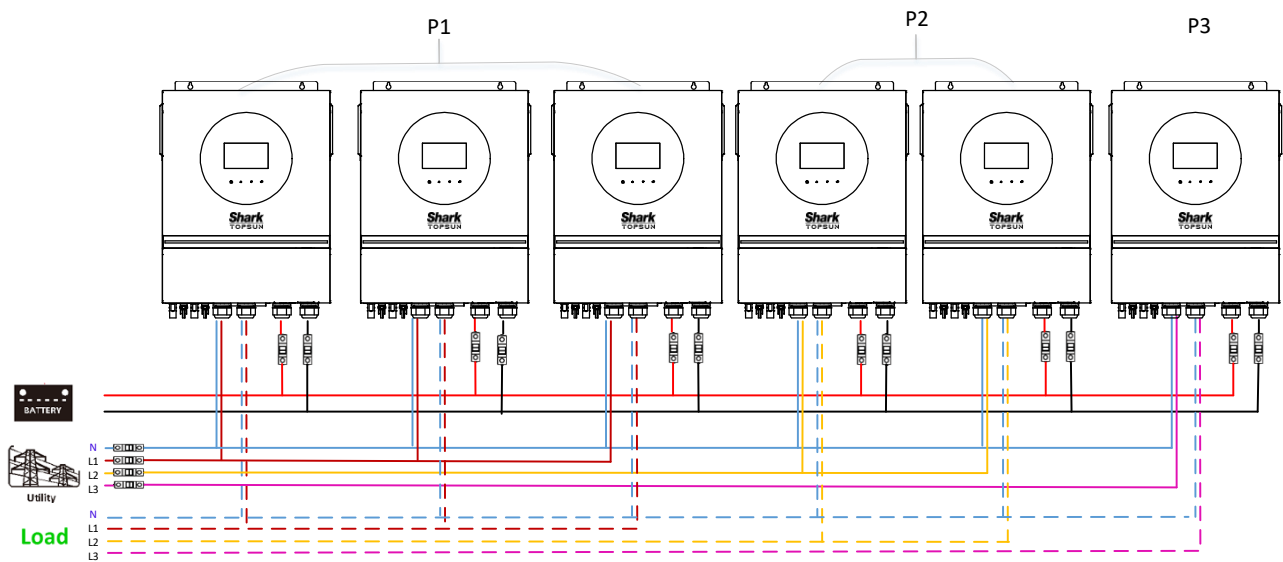 P1
P2
P3
Shark
TOPSUN
Shark
TOPSUN
Shark
TOPSUN
Shark
TOPSUN
Shark
TOPSUN
Shark
TOPSUN
BATTERY
N
L1
L2
L3
Utility
N
L1
L2
L3
Load